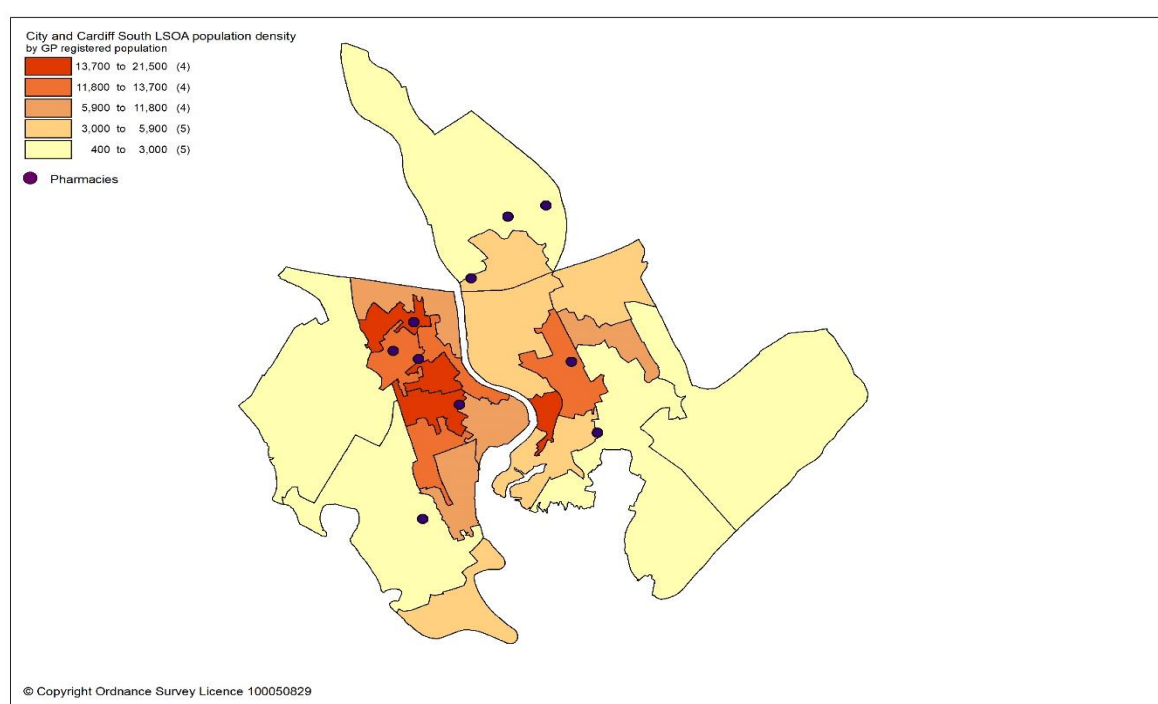 City and Cardiff South LSOA population density
by GP registered population
13,700 to 21,500 (4)
11,800 to 13,700 (4)
5,900 to 11,800 (4)
3,000 to 5,900 (5)
400 to 3,000 (5)
Pharmacies
© Copyright Ordnance Survey Licence 100050829